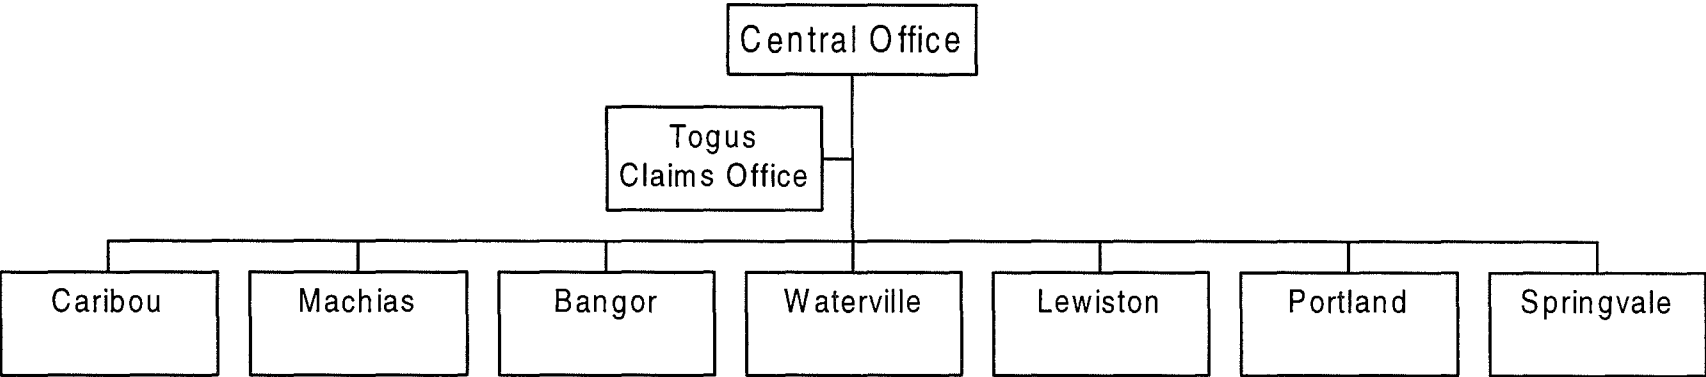 Central Office
Togus
Claims Office
Caribou
Machias
Bangor
Waterville
Lewiston
Portland
Springvale